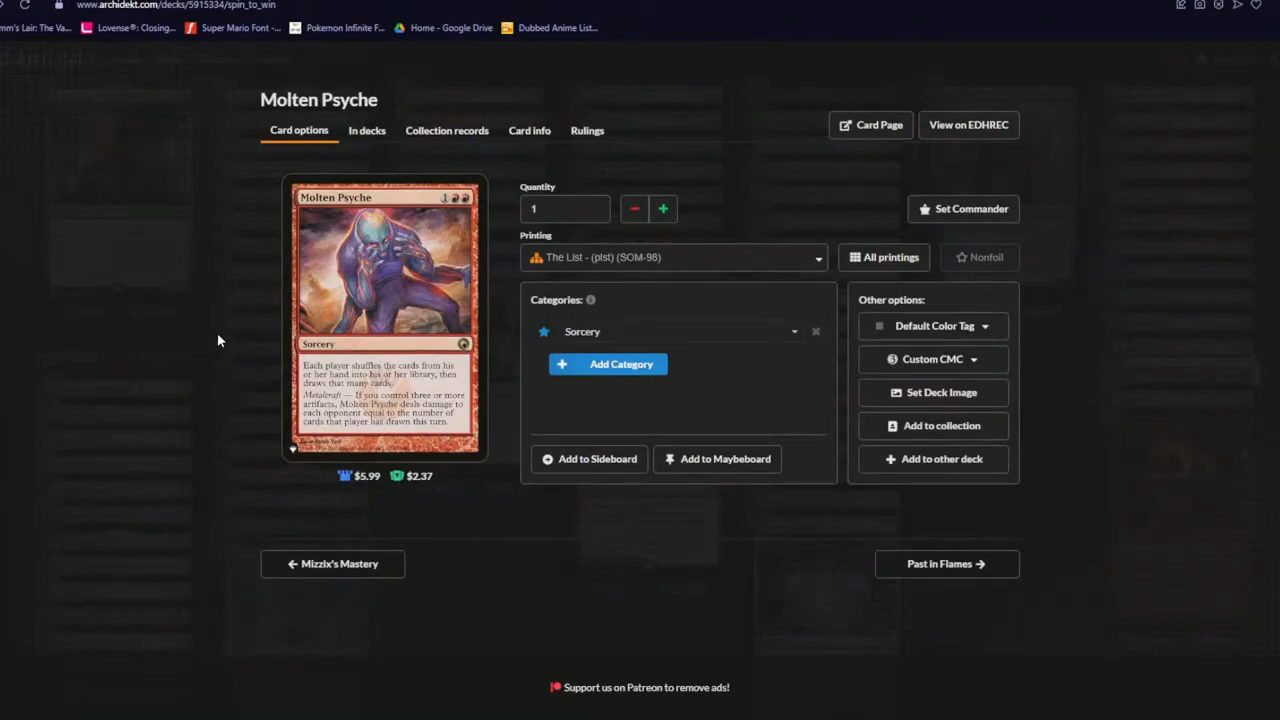 www.archidekt.com/decks/5915334/spin_to_win
mm's Lair: The Va...
Lovense®: Closing...
Super Mario Font -...
Pokemon Infinite F...
Home - Google Drive
Dubbed Anime List...
Molten Psyche
Card options
In decks
Collection records
Card info
Rulings
Card Page
View on EDHREC
Molten Psyche
1
Sorcery
Each player shuffles the cards from his
or her hand into his or her library, then
draws that many cards.
Metalcraft — If you control three or more
artifacts, Molten Psyche deals damage to
each opponent equal to the number of
cards that player has drawn this turn.
$5.99
$2.37
Quantity
1
Set Commander
Printing
The List - (plst) (SOM-98)
All printings
Nonfoil
Categories:
Sorcery
Add Category
Add to Sideboard
Add to Maybeboard
Other options:
Default Color Tag
Custom CMC
Set Deck Image
Add to collection
Add to other deck
← Mizzix's Mastery
Past in Flames →
Support us on Patreon to remove ads!